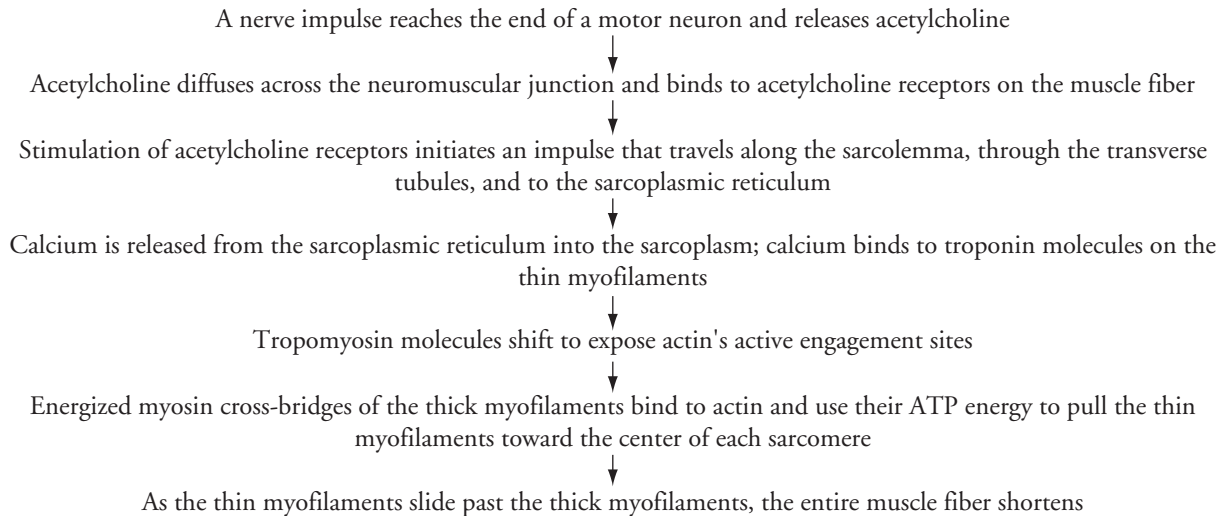 A nerve impulse reaches the end of a motor neuron and releases acetylcholine
Acetylcholine diffuses across the neuromuscular junction and binds to acetylcholine receptors on the muscle fiber
Stimulation of acetylcholine receptors initiates an impulse that travels along the sarcolemma, through the transverse
tubules, and to the sarcoplasmic reticulum
Calcium is released from the sarcoplasmic reticulum into the sarcoplasm; calcium binds to troponin molecules on the
thin myofilaments
Tropomyosin molecules shift to expose actin's active engagement sites
Energized myosin cross-bridges of the thick myofilaments bind to actin and use their ATP energy to pull the thin
myofilaments toward the center of each sarcomere
As the thin myofilaments slide past the thick myofilaments, the entire muscle fiber shortens